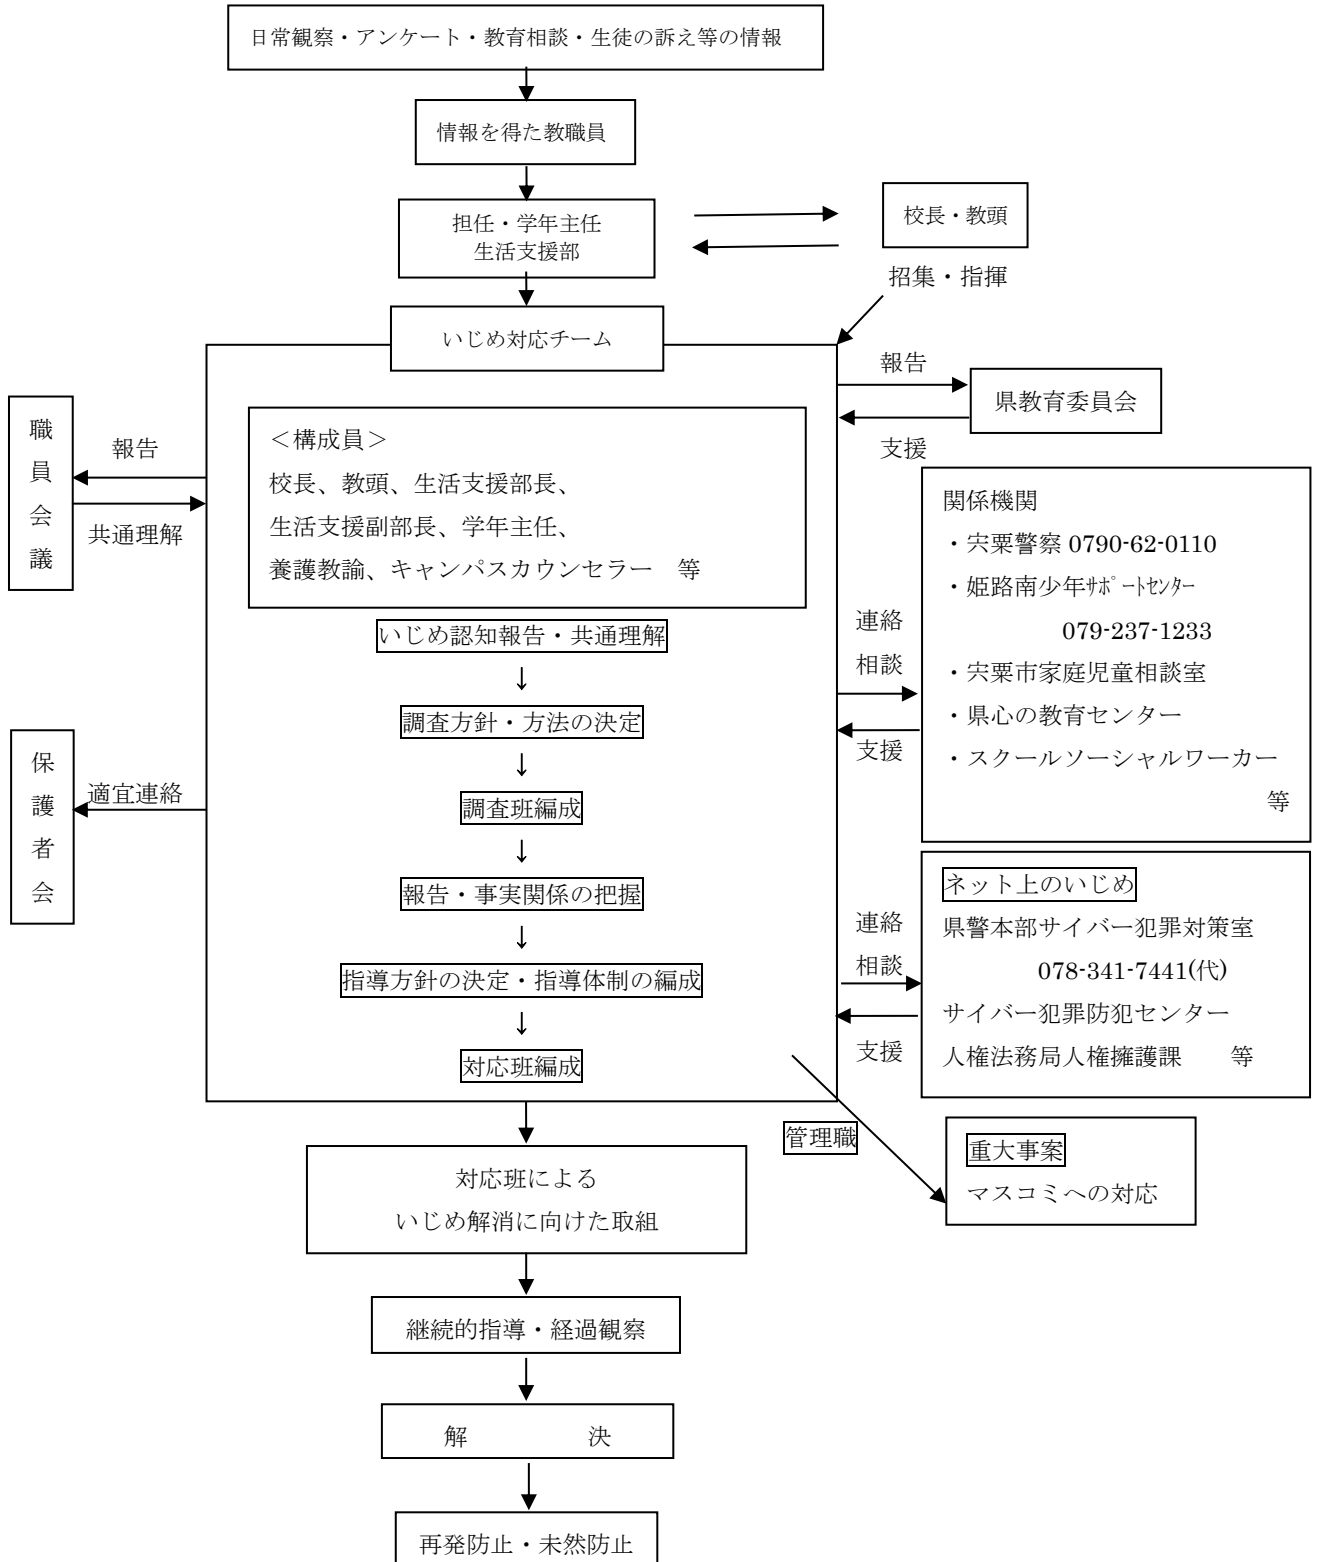 日常観察・アンケート・教育相談・生徒の訴え等の情報
情報を得た教職員
担任・学年主任
生活支援部
校長・教頭
招集・指揮
いじめ対応チーム
報告
県教育委員会
支援
職員会議
報告
共通理解
＜構成員＞
校長、教頭、生活支援部長、
生活支援副部長、学年主任、
養護教諭、キャンパスカウンセラー　等
関係機関
・宍粟警察 0790-62-0110
・姫路南少年ｻﾎﾟｰﾄｾﾝﾀｰ
079-237-1233
・宍粟市家庭児童相談室
・県心の教育センター
・スクールソーシャルワーカー
等
連絡
相談
支援
いじめ認知報告・共通理解
↓
調査方針・方法の決定
↓
調査班編成
↓
報告・事実関係の把握
↓
指導方針の決定・指導体制の編成
↓
対応班編成
保護者会
適宜連絡
ネット上のいじめ
県警本部サイバー犯罪対策室
078-341-7441(代)
サイバー犯罪防犯センター
人権法務局人権擁護課　　等
連絡
相談
支援
管理職
重大事案
マスコミへの対応
対応班による
いじめ解消に向けた取組
継続的指導・経過観察
解　　　　　決
再発防止・未然防止